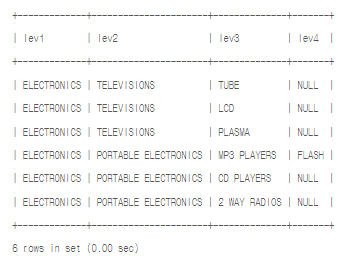 +-------------+----------------------+--------------+-------+
| lev1        | lev2                 | lev3         | lev4  |
+-------------+----------------------+--------------+-------+
| ELECTRONICS | TELEVISIONS          | TUBE         | NULL  |
| ELECTRONICS | TELEVISIONS          | LCD          | NULL  |
| ELECTRONICS | TELEVISIONS          | PLASMA       | NULL  |
| ELECTRONICS | PORTABLE ELECTRONICS | MP3 PLAYERS  | FLASH |
| ELECTRONICS | PORTABLE ELECTRONICS | CD PLAYERS   | NULL  |
| ELECTRONICS | PORTABLE ELECTRONICS | 2 WAY RADIOS | NULL  |
+-------------+----------------------+--------------+-------+
6 rows in set (0.00 sec)